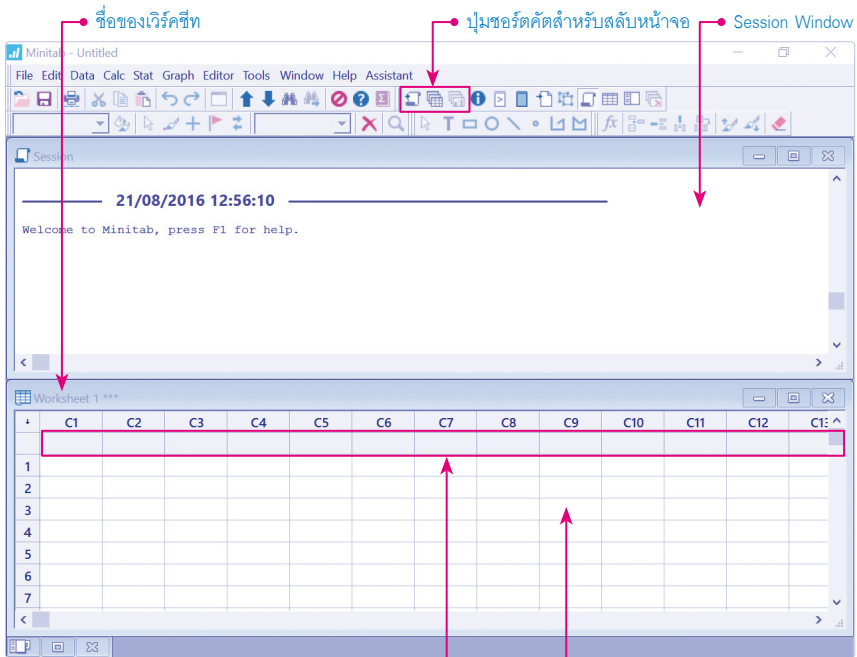 ชื่อของเวิร์คชีท ปุ่มชอร์ตคัตสำหรับสลับหน้าจอ Session Window
Minitab - Untitled
File Edit Data Calc Stat Graph Editor Tools Window Help Assistant
Session
21/08/2016 12:56:10
Welcome to Minitab, press F1 for help.
Worksheet 1 ***
C1 C2 C3 C4 C5 C6 C7 C8 C9 C10 C11 C12 C13
1
2
3
4
5
6
7